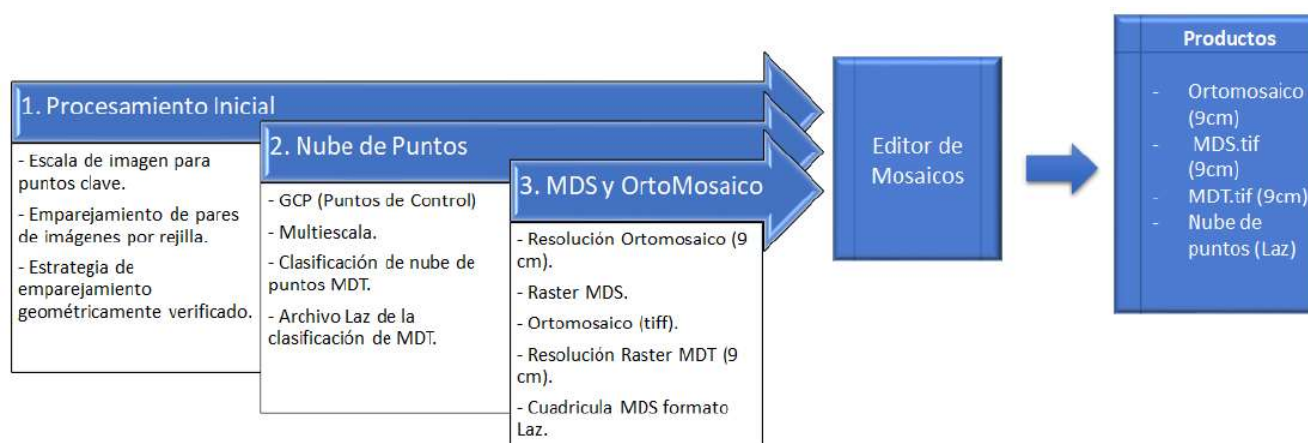 1. Procesamiento Inicial
- Escala de imagen para
puntos clave.
- Emparejamiento de pares
de imágenes por rejilla.
- Estrategia de
emparejamiento
geométricamente verificado.
2. Nube de Puntos
- GCP (Puntos de Control)
- Multiescala.
- Clasificación de nube de
puntos MDT.
- Archivo Laz de la
clasificación de MDT.
3. MDS y OrtoMosaico
- Resolución Ortomosaico (9
cm).
- Raster MDS.
- Ortomosaico (tiff).
- Resolución Raster MDT (9
cm).
- Cuadricula MDS formato
Laz.
Editor de
Mosaicos
Productos
- Ortomosaico
(9cm)
- MDS.tif
(9cm)
- MDT.tif (9cm)
- Nube de
puntos (Laz)